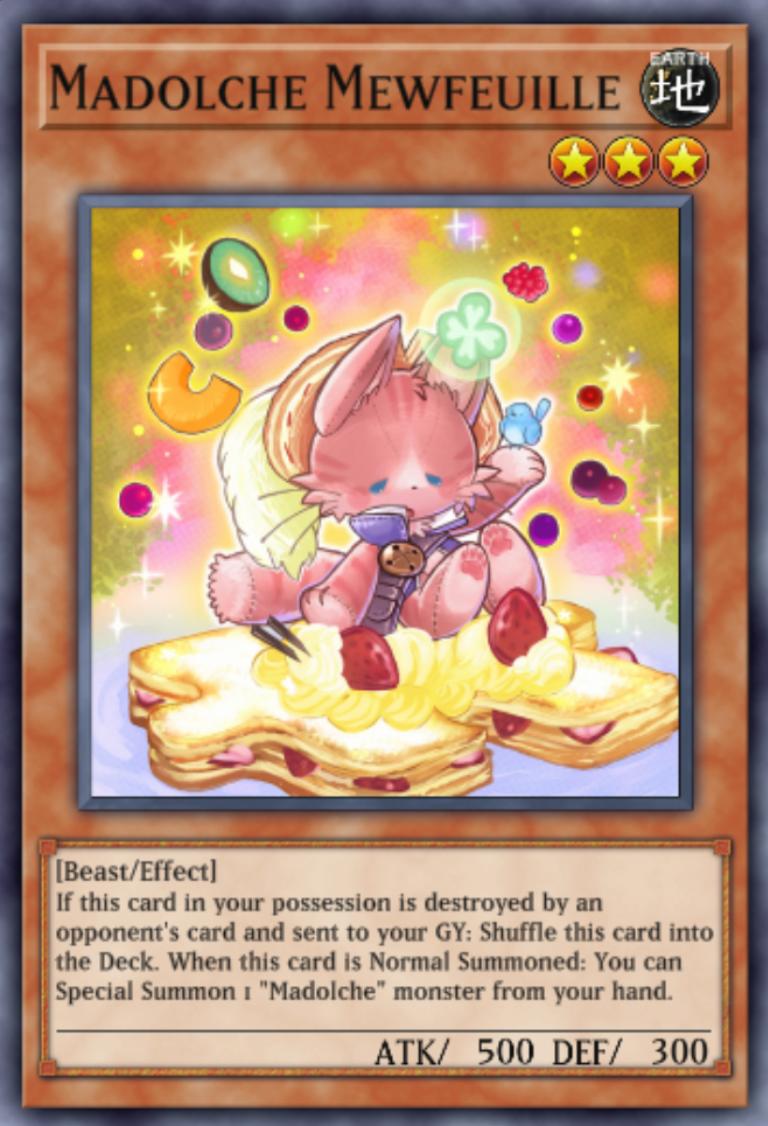 MADOLCHE MEWFEUILLE
EARTH
地
[Beast/Effect]
If this card in your possession is destroyed by an
opponent's card and sent to your GY: Shuffle this card into
the Deck. When this card is Normal Summoned: You can
Special Summon 1 "Madolche" monster from your hand.
ATK/ 500 DEF/ 300